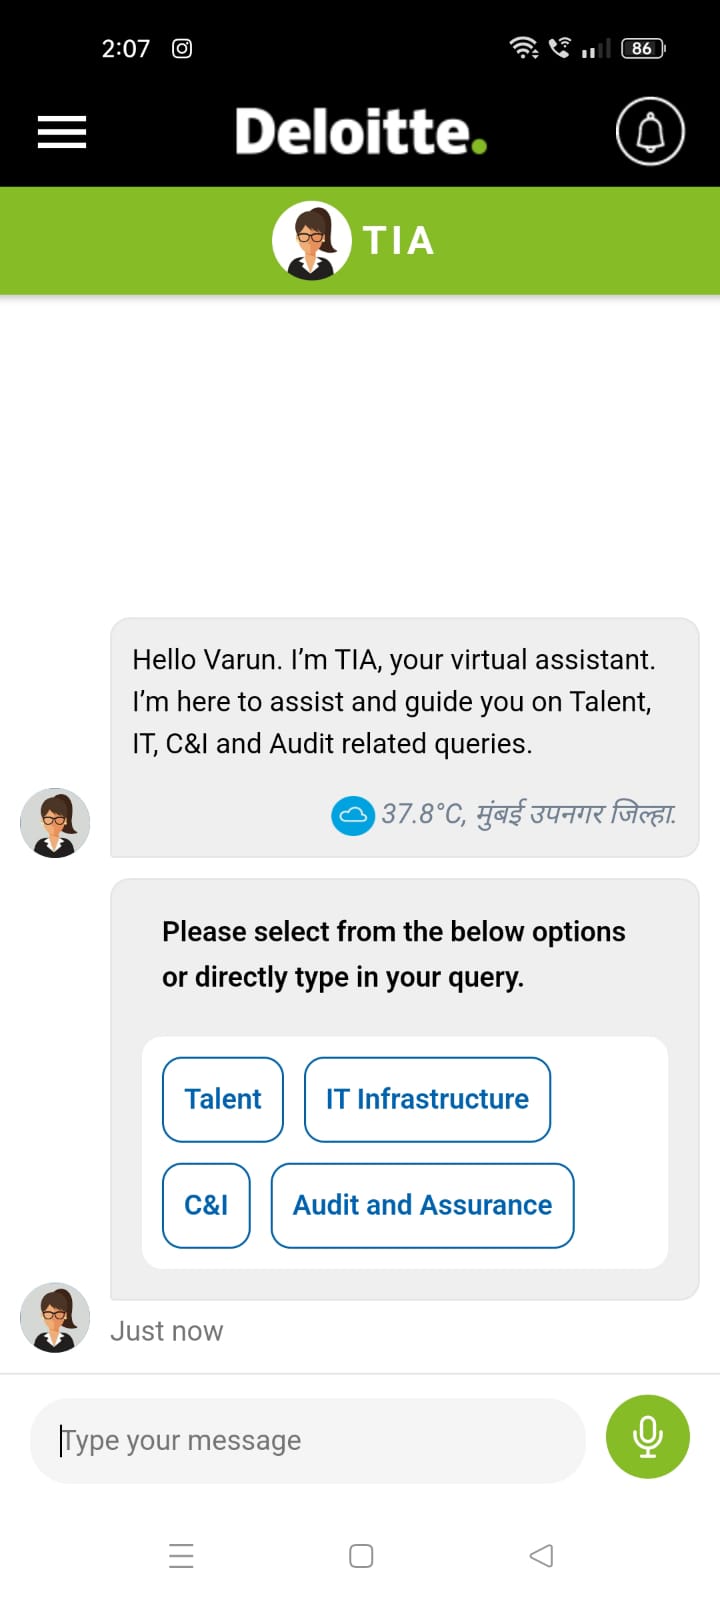 2:07
86
Deloitte.
TIA
Hello Varun. I'm TIA, your virtual assistant.
I'm here to assist and guide you on Talent,
IT, C&I and Audit related queries.
37.8°C, मुंबई उपनगर जिल्हा.
Please select from the below options
or directly type in your query.
Talent
IT Infrastructure
C&I
Audit and Assurance
Just now
Type your message